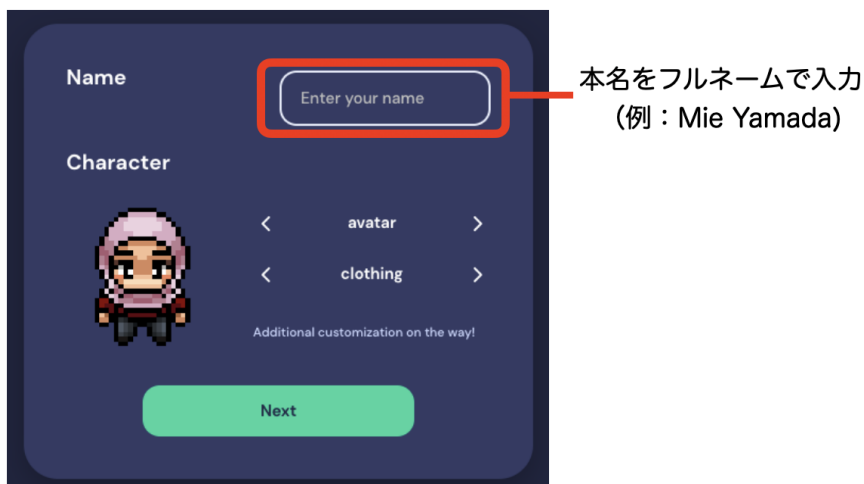 Name
Enter your name
本名をフルネームで入力
（例：Mie Yamada)
Character
avatar
clothing
Additional customization on the way!
Next